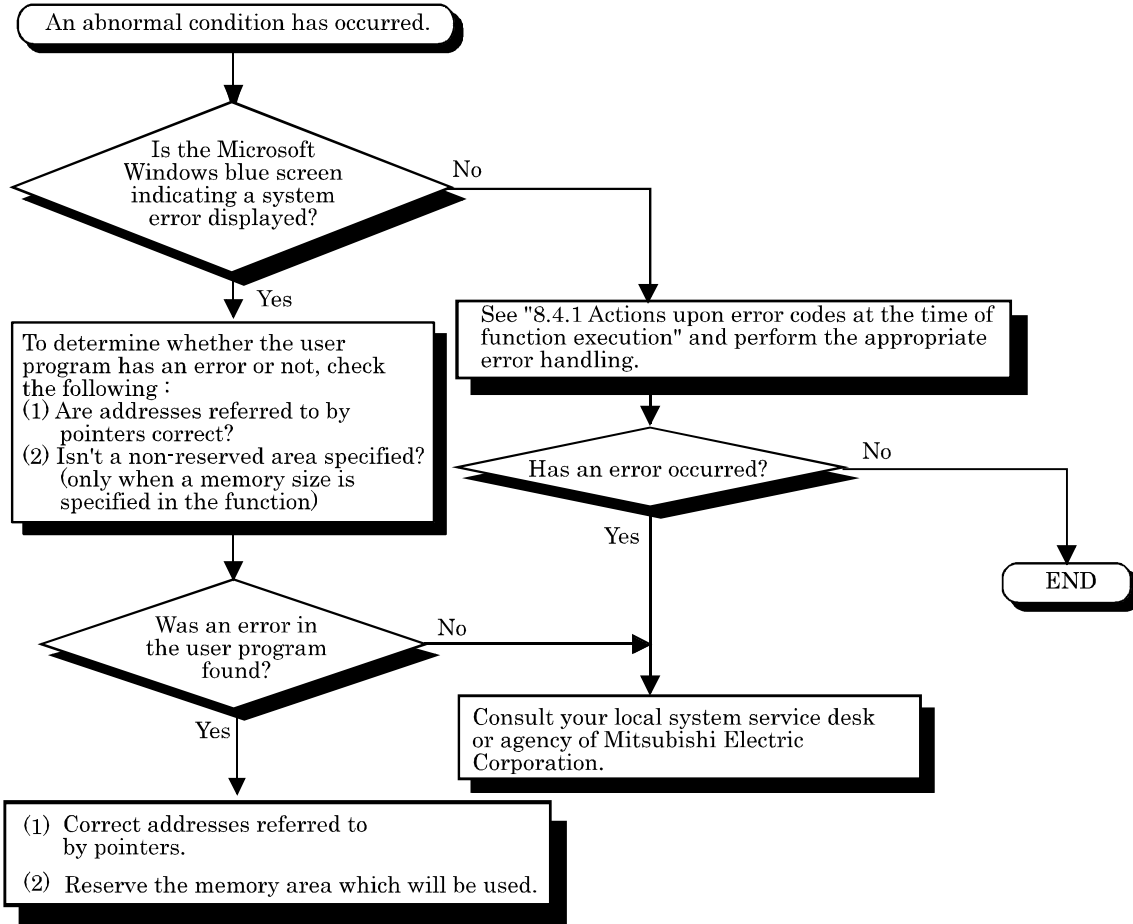 An abnormal condition has occurred.
Is the Microsoft
Windows blue screen
indicating a system
error displayed?
No
Yes
To determine whether the user
program has an error or not, check
the following :
(1) Are addresses referred to by
pointers correct?
(2) Isn't a non-reserved area specified?
(only when a memory size is
specified in the function)
See "8.4.1 Actions upon error codes at the time of
function execution" and perform the appropriate
error handling.
Has an error occurred?
No
Yes
END
Was an error in
the user program
found?
No
Yes
Consult your local system service desk
or agency of Mitsubishi Electric
Corporation.
(1) Correct addresses referred to
by pointers.
(2) Reserve the memory area which will be used.